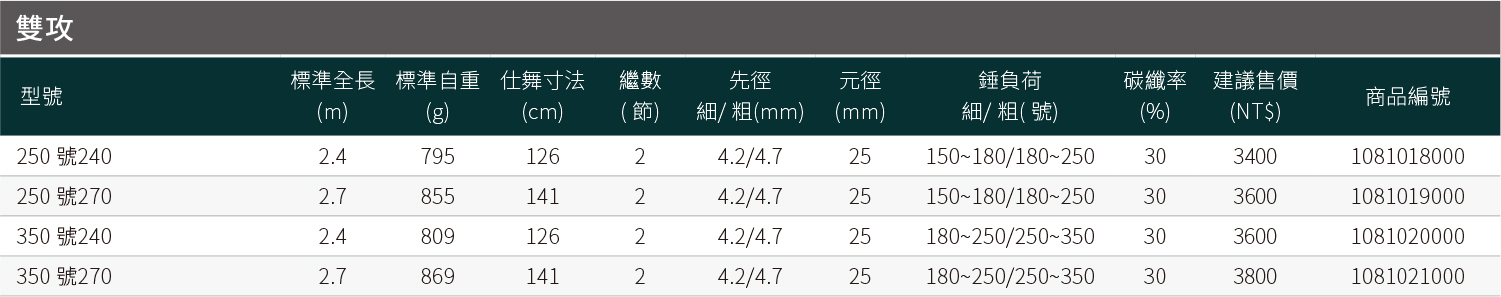 雙攻
型號 標準全長(m) 標準自重(g) 仕舞寸法(cm) 繼數( 節) 先徑細/ 粗(mm) 元徑(mm) 錘負荷細/ 粗( 號) 碳纖率(%) 建議售價(NT$) 商品編號
250 號240 2.4 795 126 2 4.2/4.7 25 150~180/180~250 30 3400 1081018000
250 號270 2.7 855 141 2 4.2/4.7 25 150~180/180~250 30 3600 1081019000
350 號240 2.4 809 126 2 4.2/4.7 25 180~250/250~350 30 3600 1081020000
350 號270 2.7 869 141 2 4.2/4.7 25 180~250/250~350 30 3800 1081021000